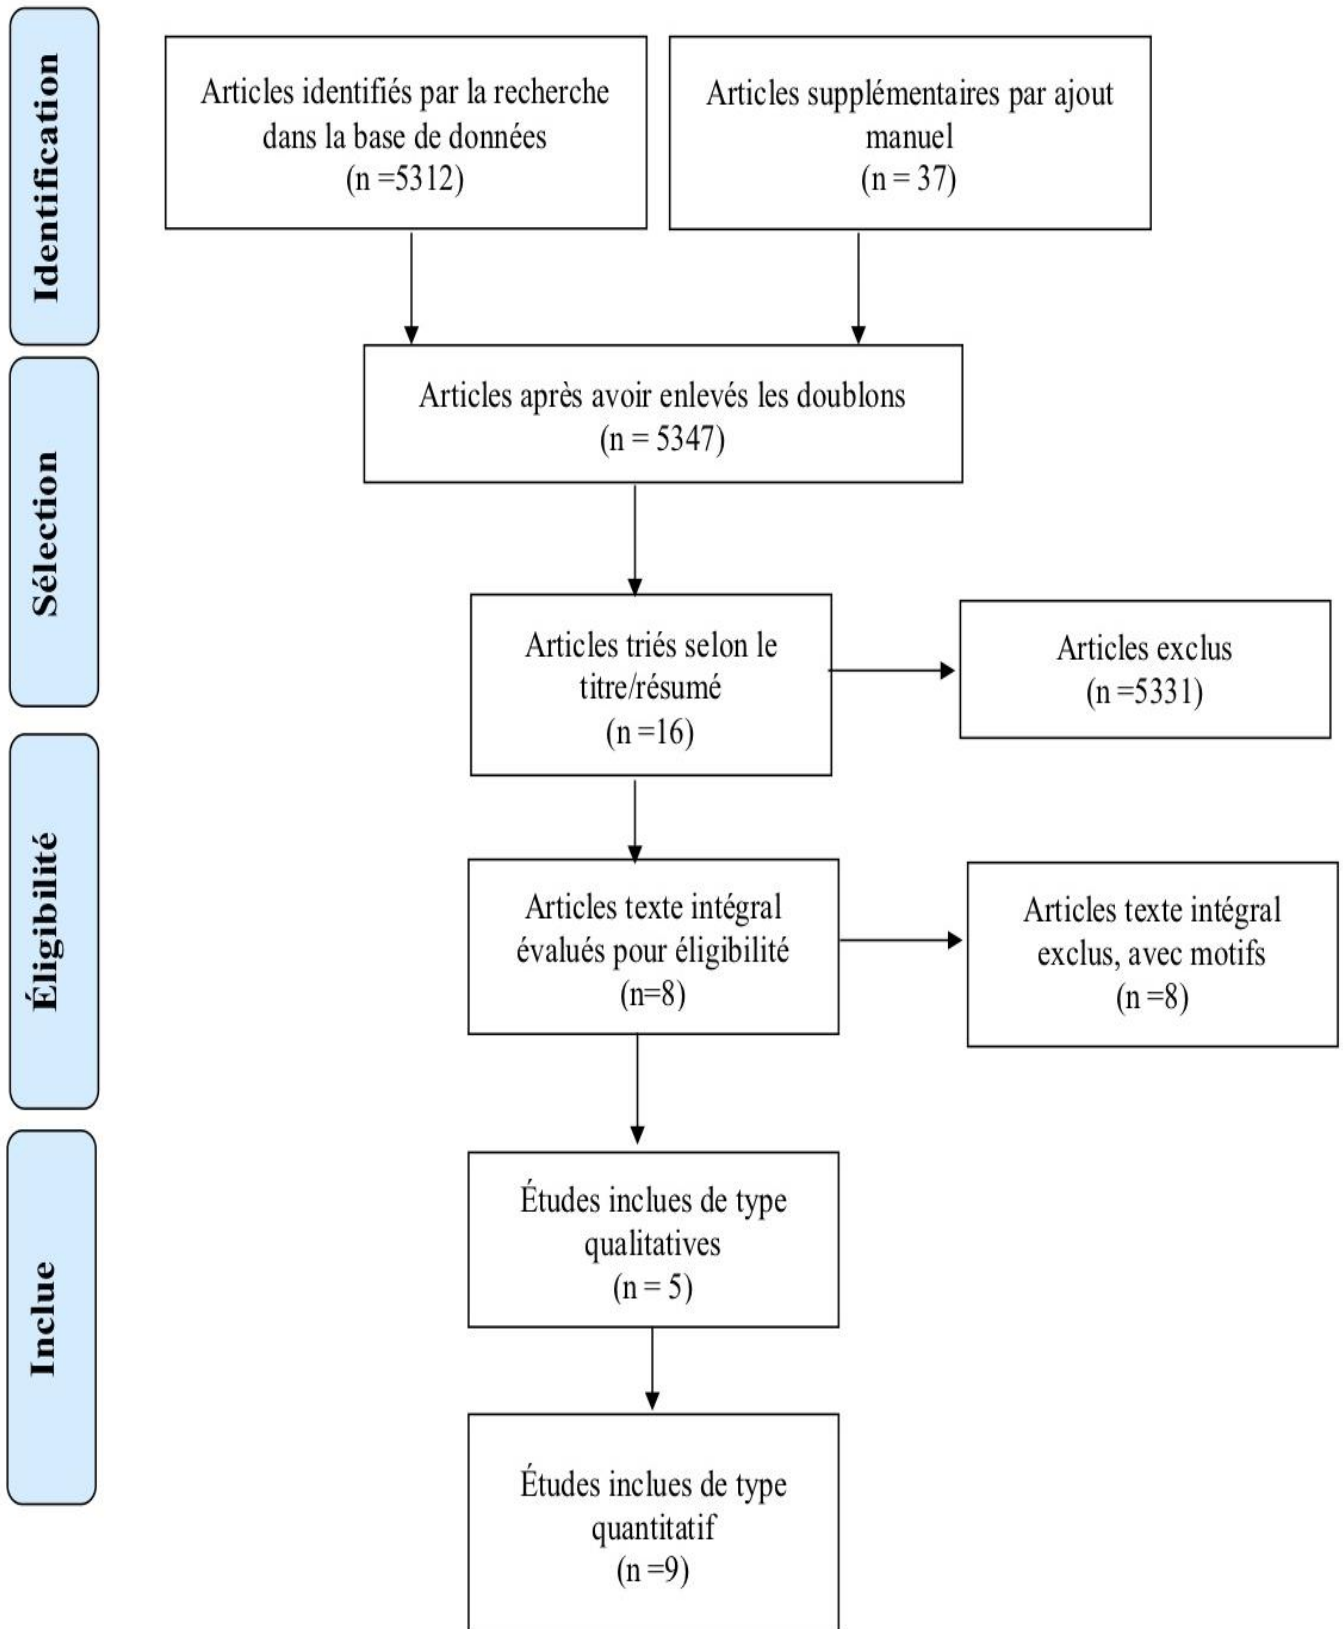 Identification
Articles identifiés par la recherche
dans la base de données
(n =5312)
Articles supplémentaires par ajout
manuel
(n = 37)
Sélection
Articles après avoir enlevés les doublons
(n = 5347)
Articles triés selon le
titre/résumé
(n =16)
Articles exclus
(n =5331)
Éligibilité
Articles texte intégral
évalués pour éligibilité
(n=8)
Articles texte intégral
exclus, avec motifs
(n =8)
Inclue
Études inclues de type
qualitatives
(n = 5)
Études inclues de type
quantitatif
(n =9)